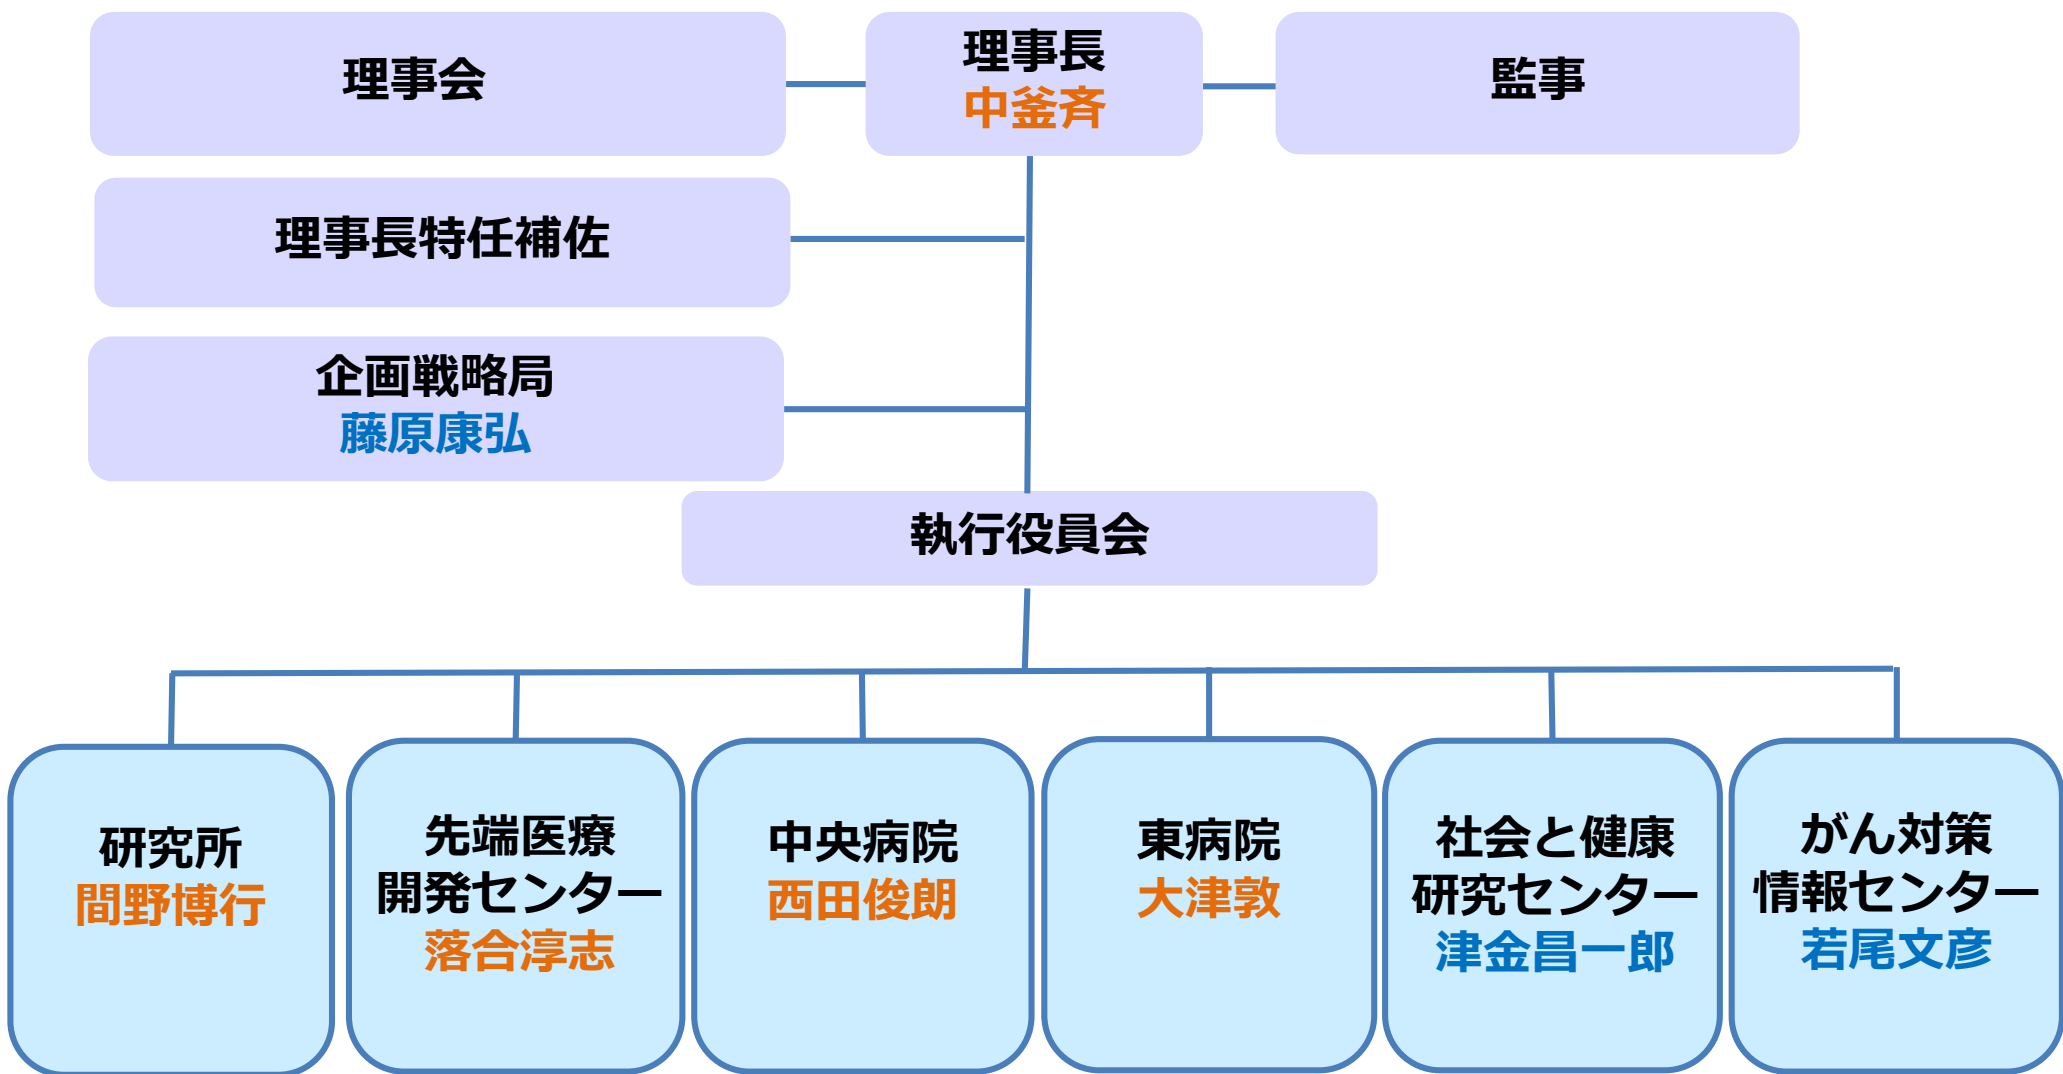 理事会
理事長
中釜斉
監事
理事長特任補佐
企画戦略局
藤原康弘
執行役員会
研究所
間野博行
先端医療
開発センター
落合淳志
中央病院
西田俊朗
東病院
大津敦
社会と健康
研究センター
津金昌一郎
がん対策
情報センター
若尾文彦